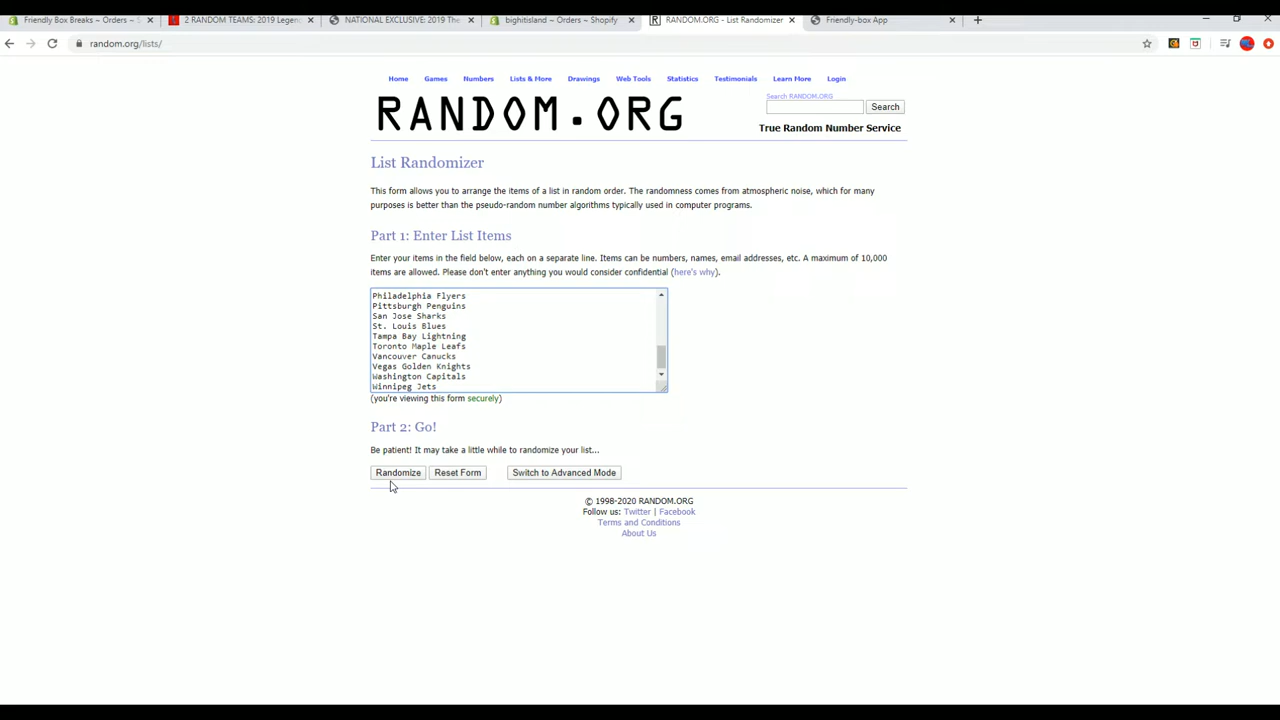 Friendly Box Breaks ~ Orders ~ S
2 RANDOM TEAMS: 2019 Legen
NATIONAL EXCLUSIVE: 2019 The
bighitisland ~ Orders ~ Shopify
RANDOM.ORG - List Randomizer
Friendly-box App
random.org/lists/
Home Games Numbers Lists & More Drawings Web Tools Statistics Testimonials Learn More Login
RANDOM.ORG
Search RANDOM.ORG
Search
True Random Number Service
List Randomizer
This form allows you to arrange the items of a list in random order. The randomness comes from atmospheric noise, which for many
purposes is better than the pseudo-random number algorithms typically used in computer programs.
Part 1: Enter List Items
Enter your items in the field below, each on a separate line. Items can be numbers, names, email addresses, etc. A maximum of 10,000
items are allowed. Please don't enter anything you would consider confidential (here's why).
Philadelphia Flyers
Pittsburgh Penguins
San Jose Sharks
St. Louis Blues
Tampa Bay Lightning
Toronto Maple Leafs
Vancouver Canucks
Vegas Golden Knights
Washington Capitals
Winnipeg Jets
(you're viewing this form securely)
Part 2: Go!
Be patient! It may take a little while to randomize your list...
Randomize Reset Form Switch to Advanced Mode
© 1998-2020 RANDOM.ORG
Follow us: Twitter | Facebook
Terms and Conditions
About Us